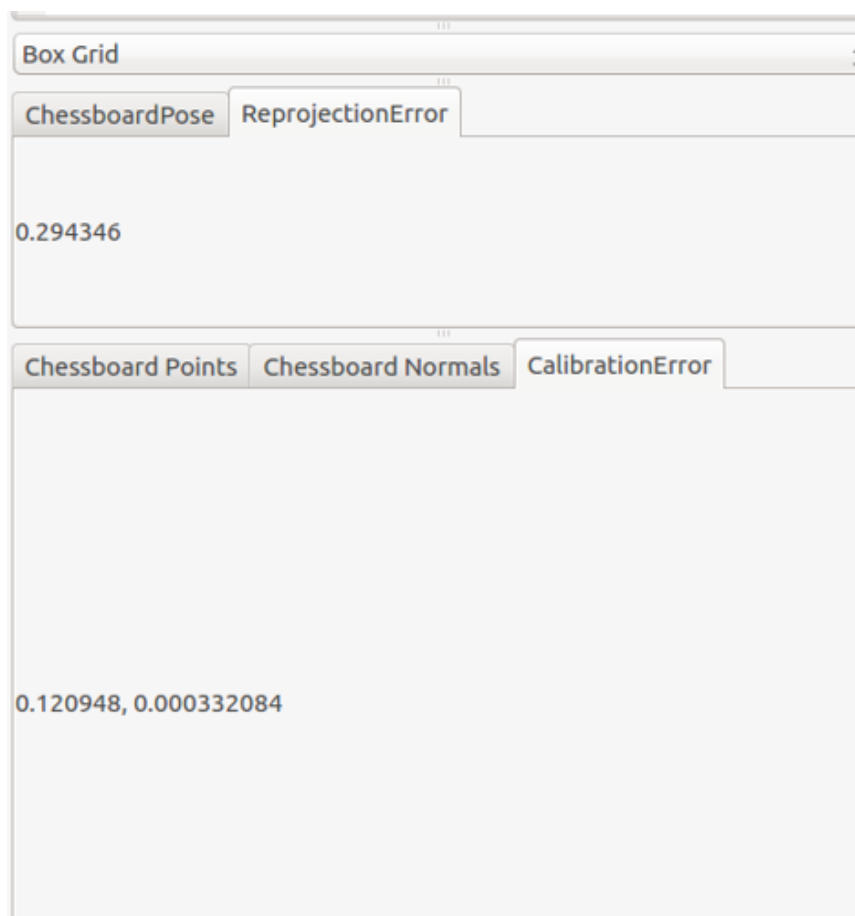 Box Grid
ChessboardPose ReprojectionError
0.294346
Chessboard Points Chessboard Normals CalibrationError
0.120948, 0.000332084